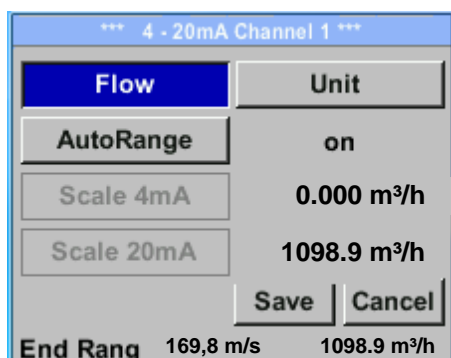 *** 4 - 20mA Channel 1 ***
Flow Unit
AutoRange on
Scale 4mA 0.000 m³/h
Scale 20mA 1098.9 m³/h
Save Cancel
End Rang 169,8 m/s 1098.9 m³/h